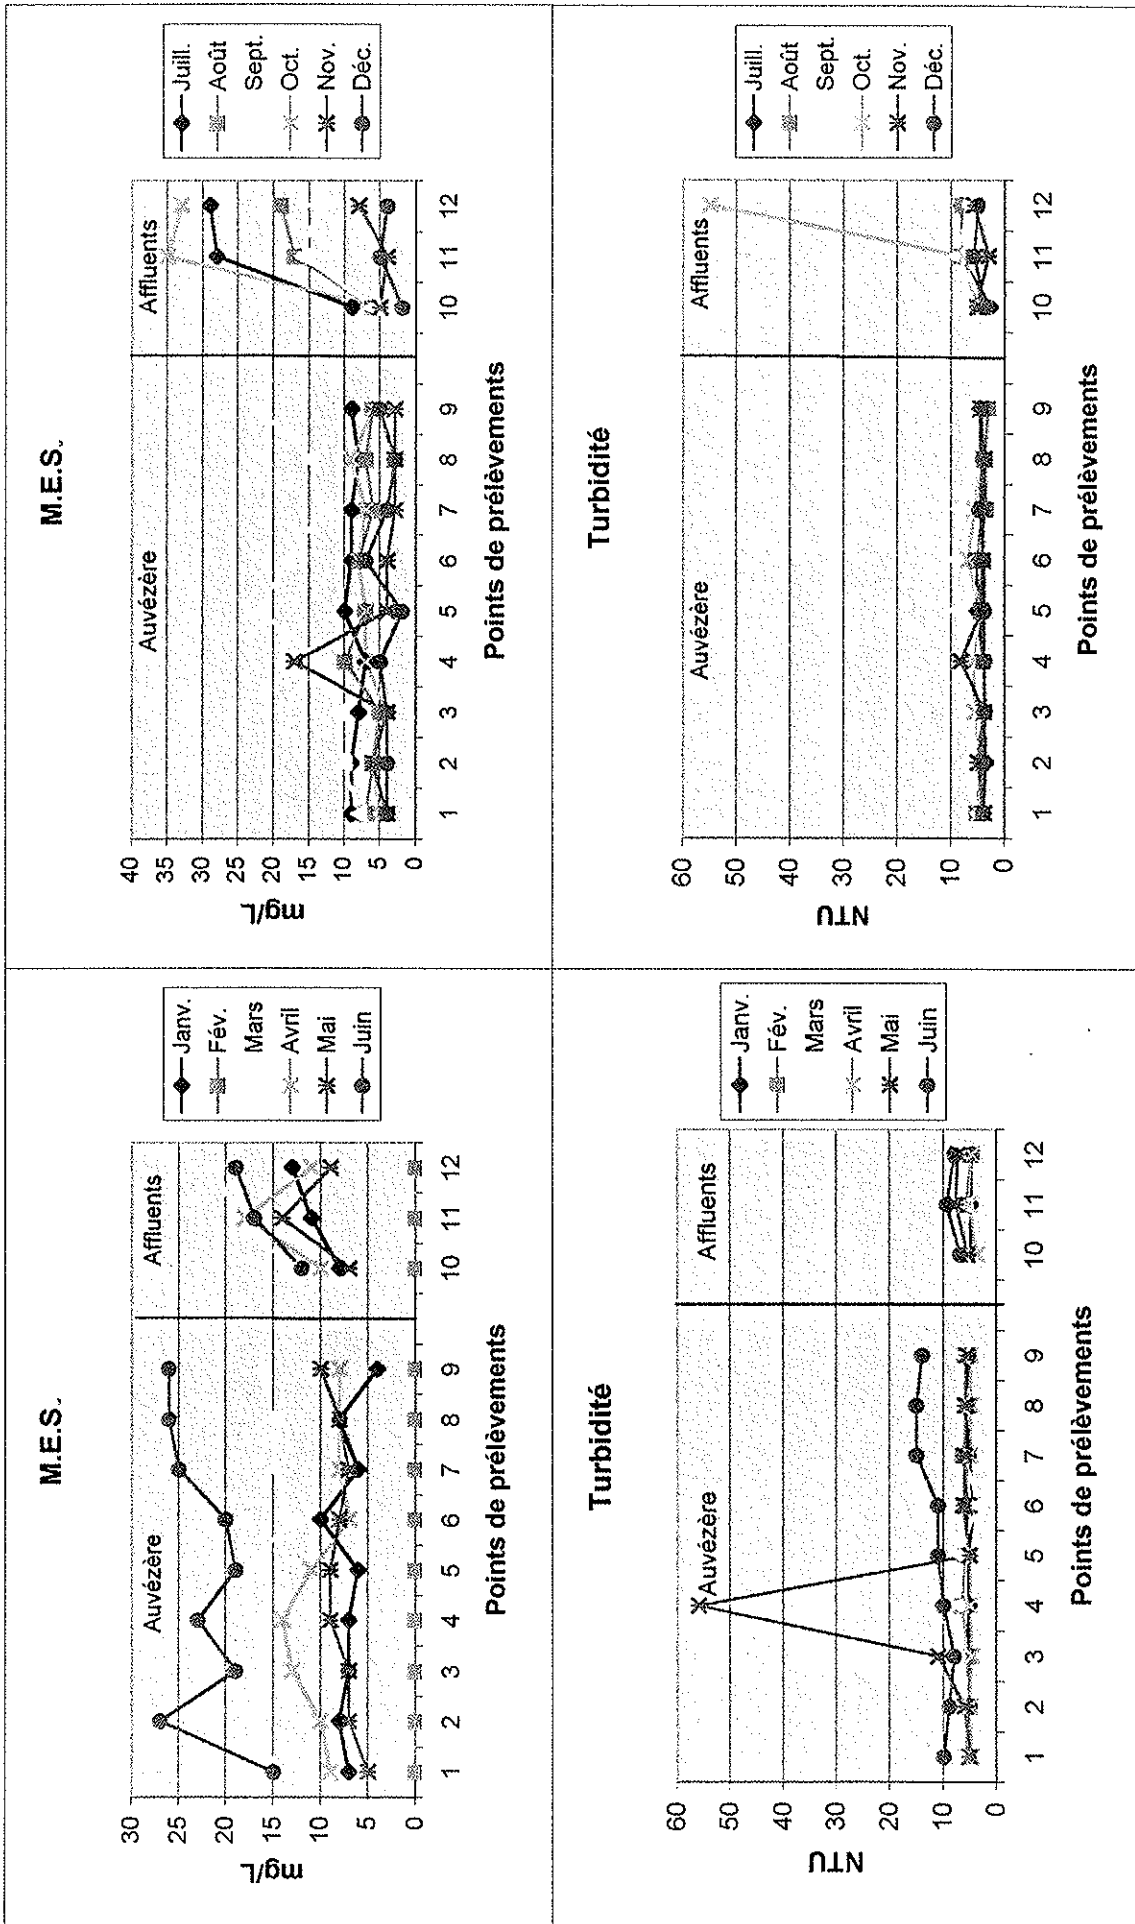 M.E.S.
30
25
20
15
10
5
0
mg/L
Auvézère
Affluents
1 2 3 4 5 6 7 8 9 10 11 12
Points de prélèvements
Janv.
Fév.
Mars
Avril
Mai
Juin
M.E.S.
40
35
30
25
20
15
10
5
0
mg/L
Auvézère
Affluents
1 2 3 4 5 6 7 8 9 10 11 12
Points de prélèvements
Juill.
Août
Sept.
Oct.
Nov.
Déc.
Turbidité
60
50
40
30
20
10
0
NTU
Auvézère
Affluents
1 2 3 4 5 6 7 8 9 10 11 12
Points de prélèvements
Janv.
Fév.
Mars
Avril
Mai
Juin
Turbidité
60
50
40
30
20
10
0
NTU
Auvézère
Affluents
1 2 3 4 5 6 7 8 9 10 11 12
Points de prélèvements
Juill.
Août
Sept.
Oct.
Nov.
Déc.